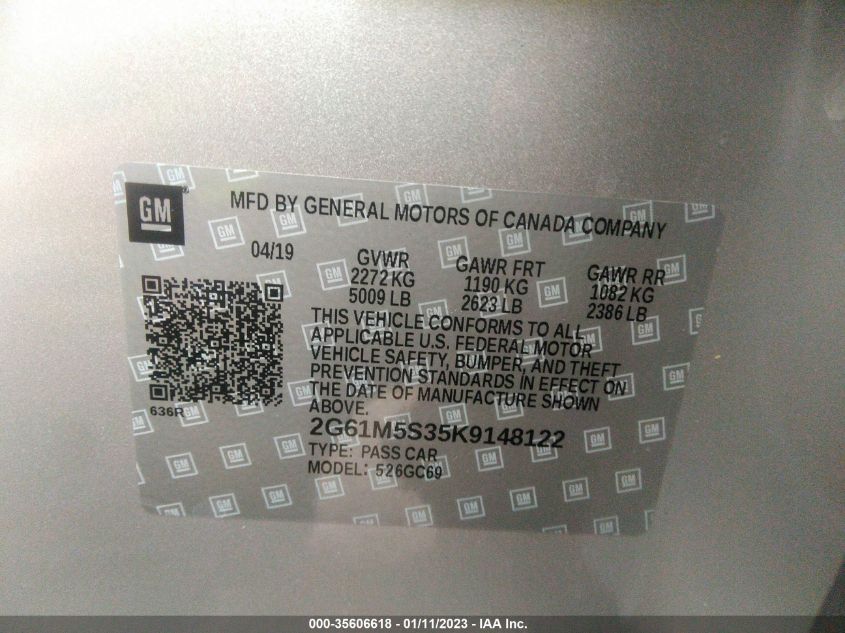 GM
MFD BY GENERAL MOTORS OF CANADA COMPANY
04/19
GVWR
2272 KG
5009 LB
GAWR FRT
1190 KG
2623 LB
GAWR RR
1082 KG
2386 LB
THIS VEHICLE CONFORMS TO ALL
APPLICABLE U.S. FEDERAL MOTOR
VEHICLE SAFETY, BUMPER, AND THEFT
PREVENTION STANDARDS IN EFFECT ON
THE DATE OF MANUFACTURE SHOWN
ABOVE.
636R
2G61M5S35K9148122
TYPE: PASS CAR
MODEL: 526GC69
000-35606618 - 01/11/2023 - IAA Inc.